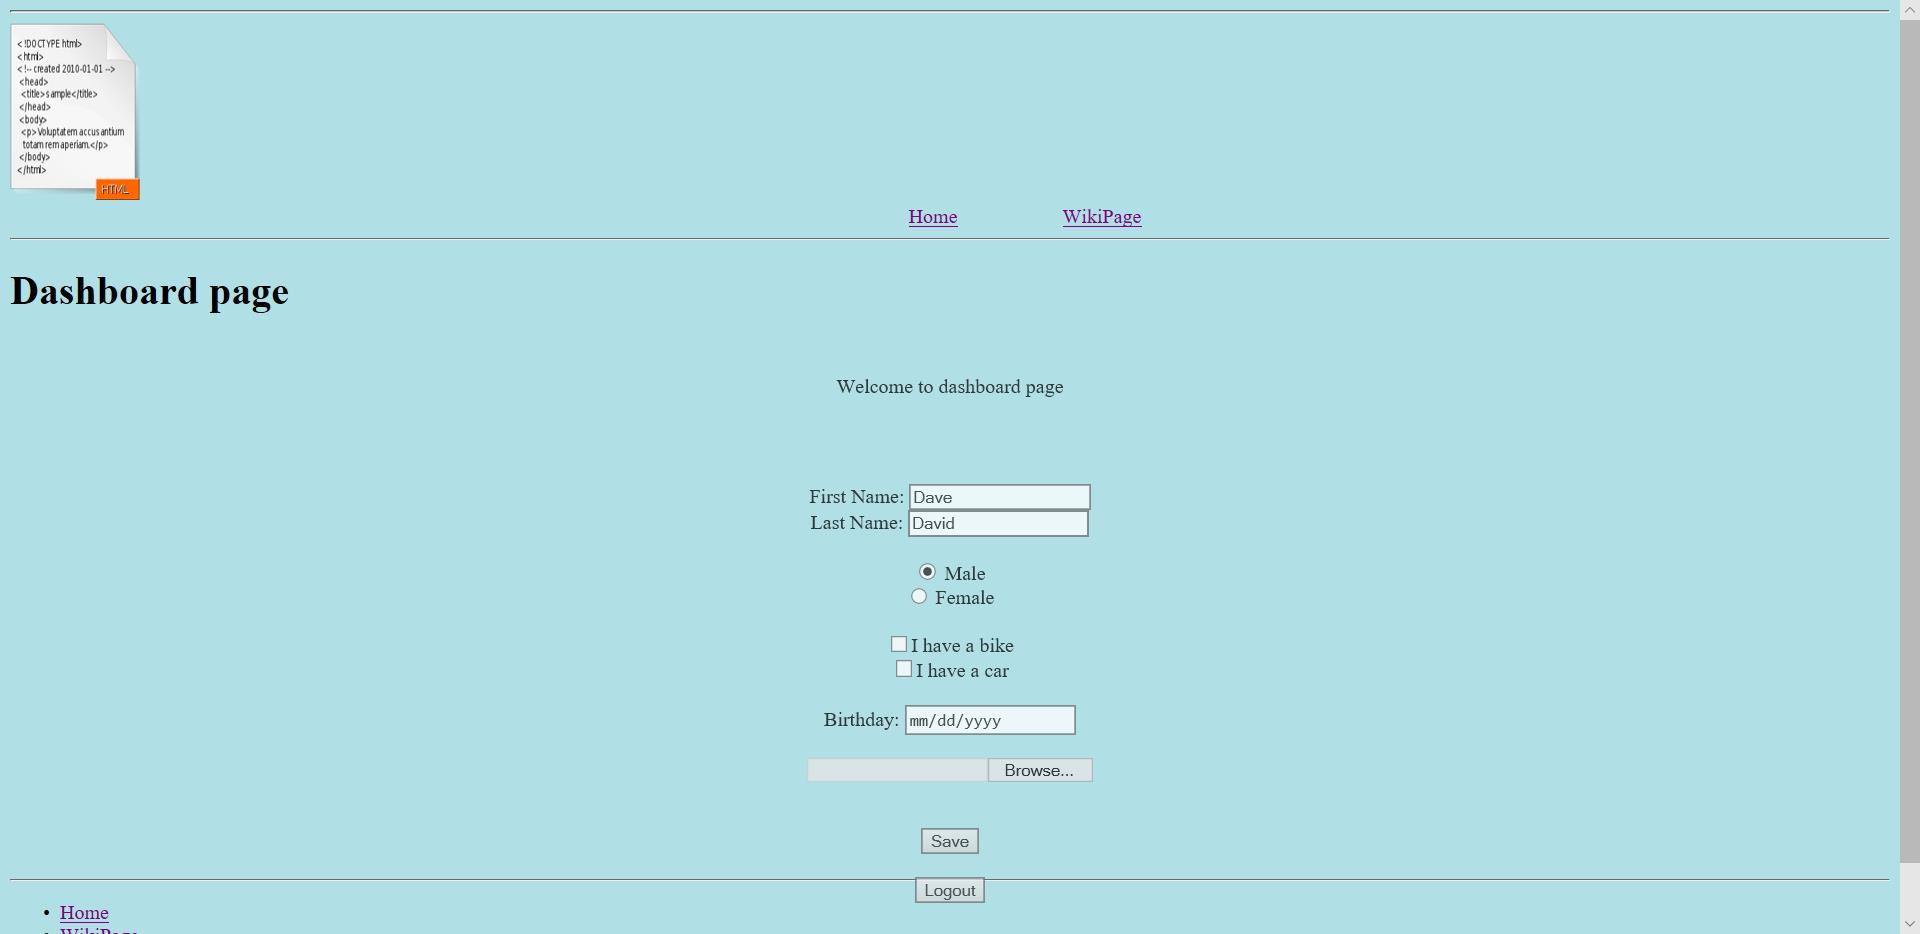 < !DOCTYPE html>
<html>
< !-- created 2010-01-01 -->
<head>
<title>sample</title>
</head>
<body>
<p>Voluptatem accusantium
totam rem aperiam.</p>
</body>
</html>
HTML
Home WikiPage
Dashboard page
Welcome to dashboard page
First Name: Dave
Last Name: David
Male
Female
I have a bike
I have a car
Birthday: mm/dd/yyyy
Browse...
Save
Logout
• Home
• WikiPage